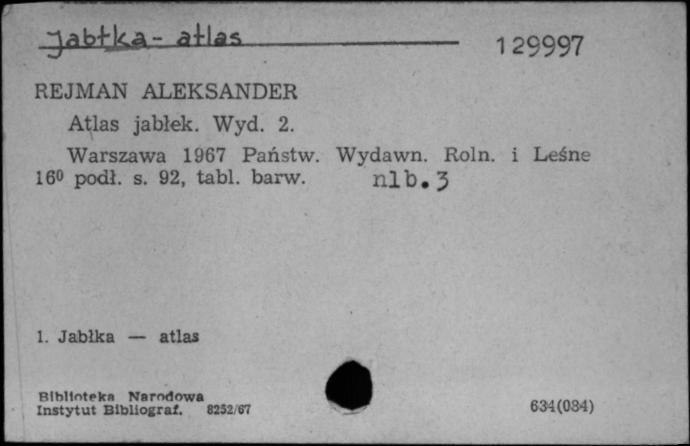 Jabłka - atlas
129997
REJMAN ALEKSANDER
Atlas jabłek. Wyd. 2.
Warszawa 1967 Państw. Wydawn. Roln. i Leśne
16⁰ podł. s. 92, tabl. barw. nlb. 3
1. Jabłka — atlas
Biblioteka Narodowa
Instytut Bibliograf. 8252/67
634(084)